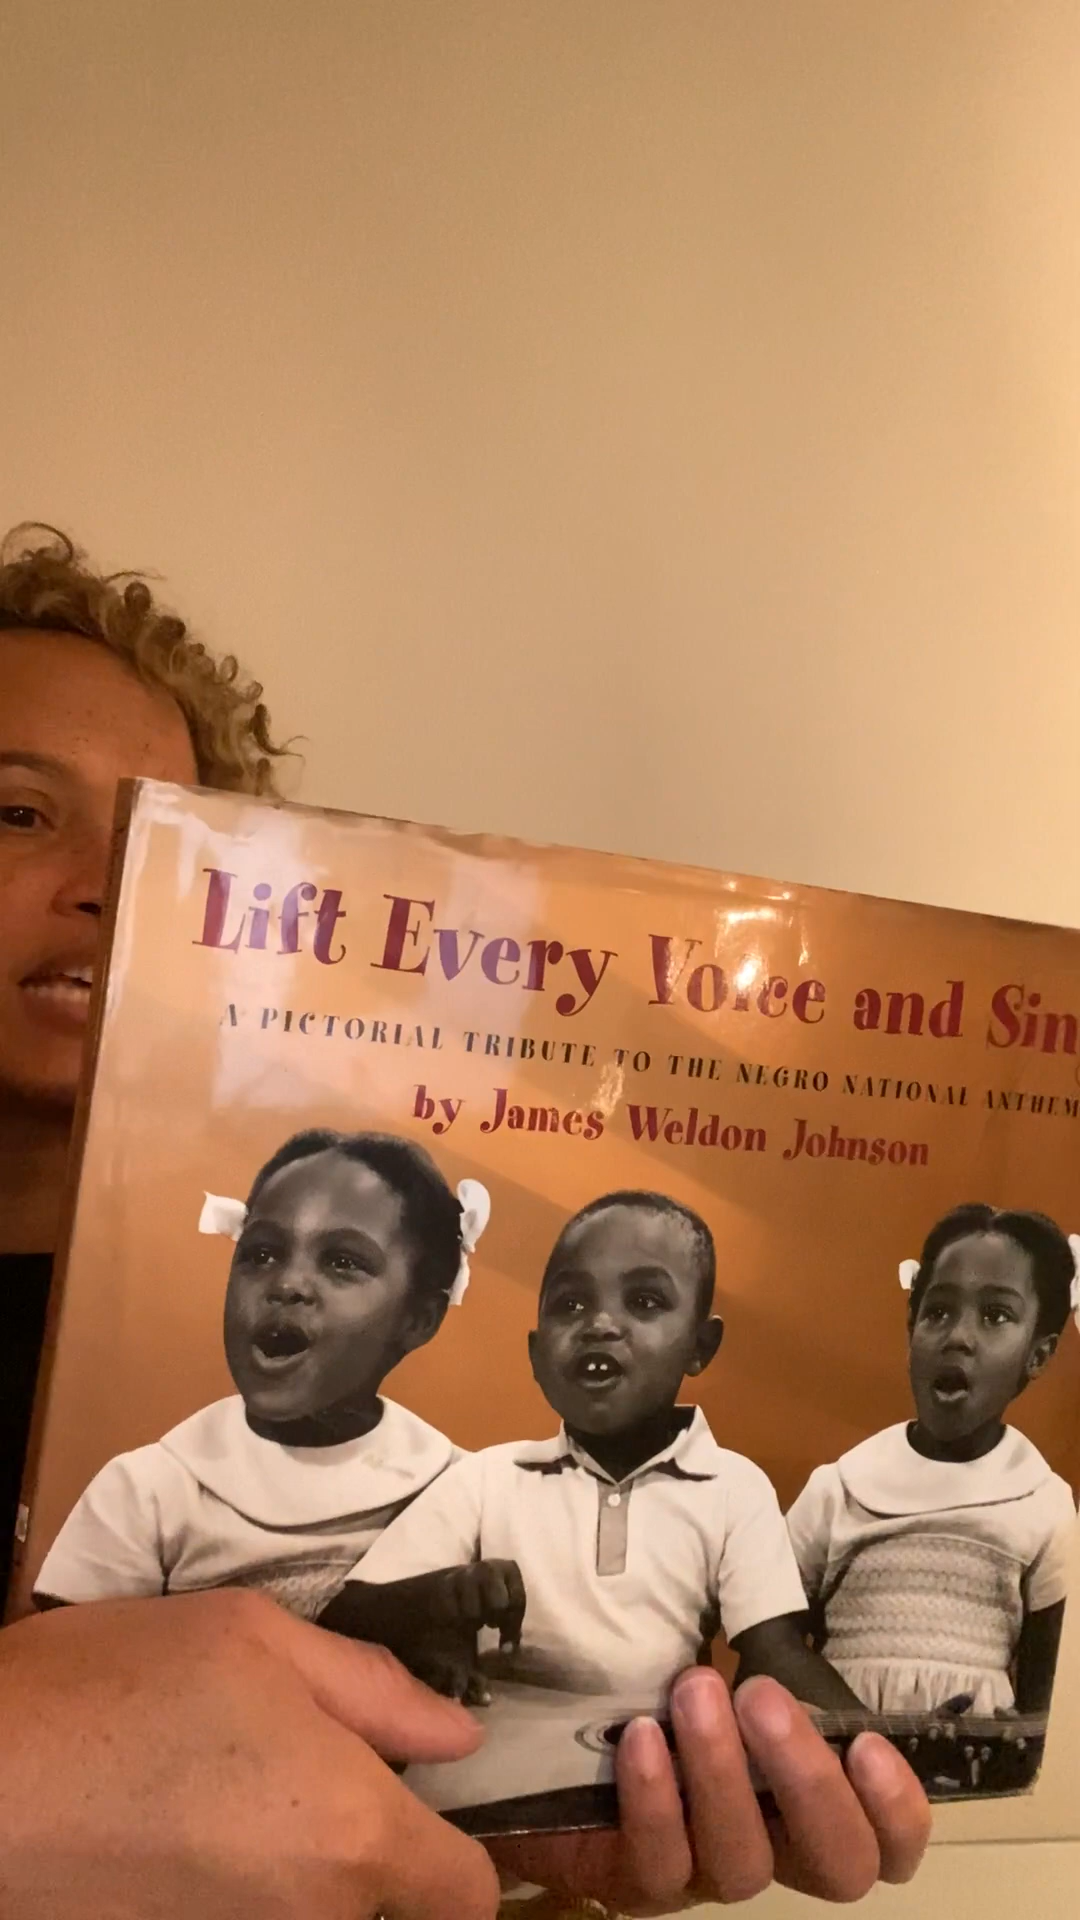 Lift Every Voice and Sin
A PICTORIAL TRIBUTE TO THE NEGRO NATIONAL ANTHEM
by James Weldon Johnson